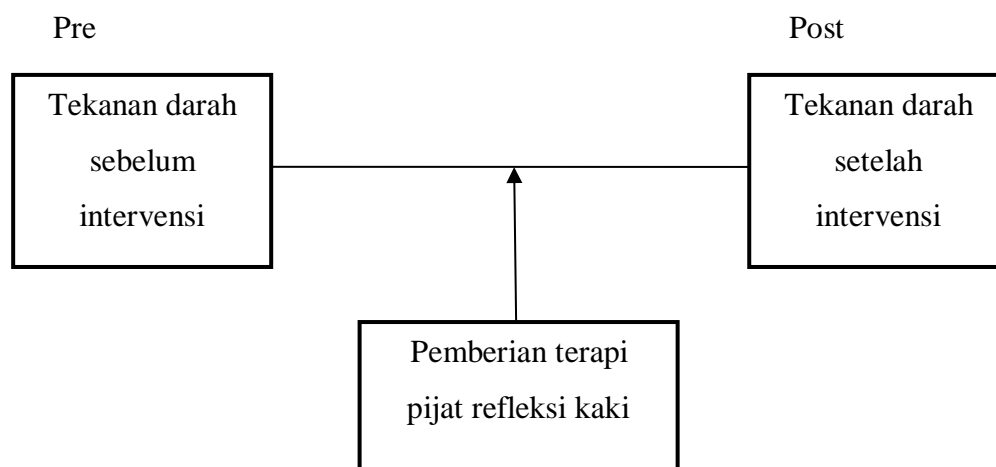 Pre
Post
Tekanan darah
sebelum
intervensi
Tekanan darah
setelah
intervensi
Pemberian terapi
pijat refleksi kaki